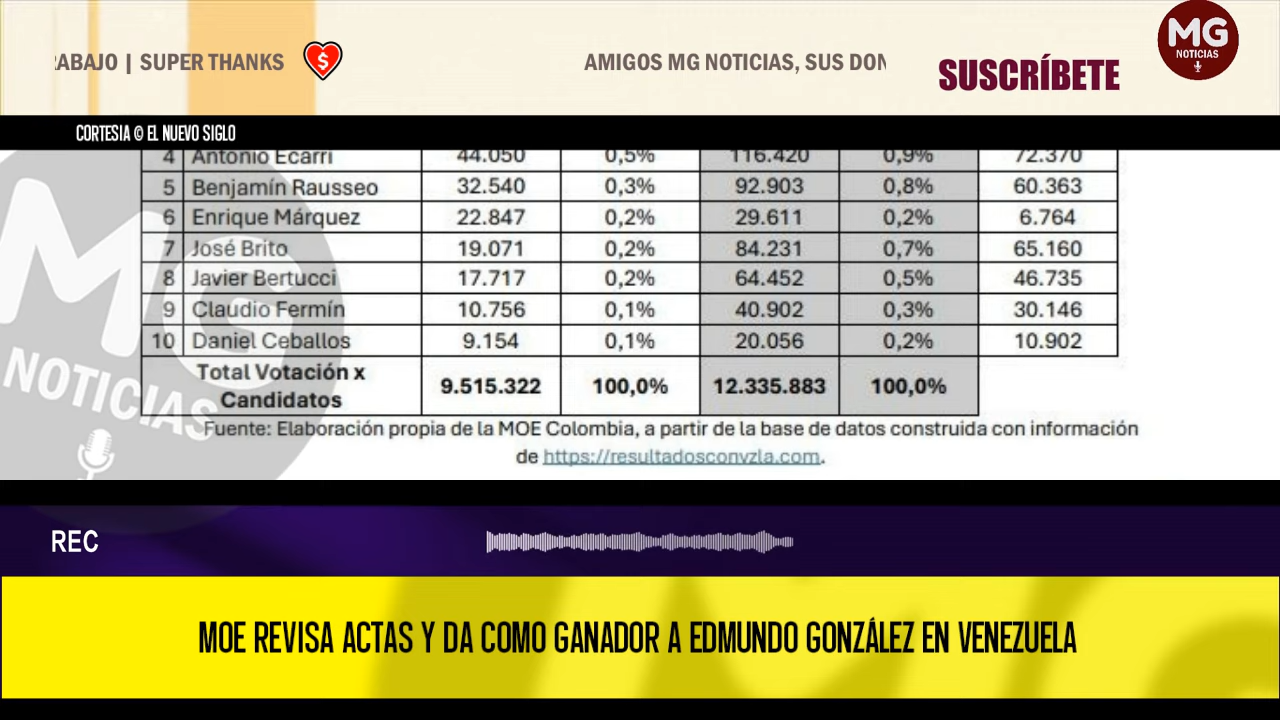 RABAJO | SUPER THANKS
AMIGOS MG NOTICIAS, SUS DON
SUSCRÍBETE
MG
NOTICIAS
CORTESIA © EL NUEVO SIGLO
4 Antonio Ecarri 44.050 0,5% 116.420 0,9% 72.370
5 Benjamín Rausseo 32.540 0,3% 92.903 0,8% 60.363
6 Enrique Márquez 22.847 0,2% 29.611 0,2% 6.764
7 José Brito 19.071 0,2% 84.231 0,7% 65.160
8 Javier Bertucci 17.717 0,2% 64.452 0,5% 46.735
9 Claudio Fermín 10.756 0,1% 40.902 0,3% 30.146
10 Daniel Ceballos 9.154 0,1% 20.056 0,2% 10.902
Total Votación x
Candidatos 9.515.322 100,0% 12.335.883 100,0%
Fuente: Elaboración propia de la MOE Colombia, a partir de la base de datos construida con información
de https://resultadosconvzla.com.
MG
NOTICIAS
REC
MOE REVISA ACTAS Y DA COMO GANADOR A EDMUNDO GONZÁLEZ EN VENEZUELA